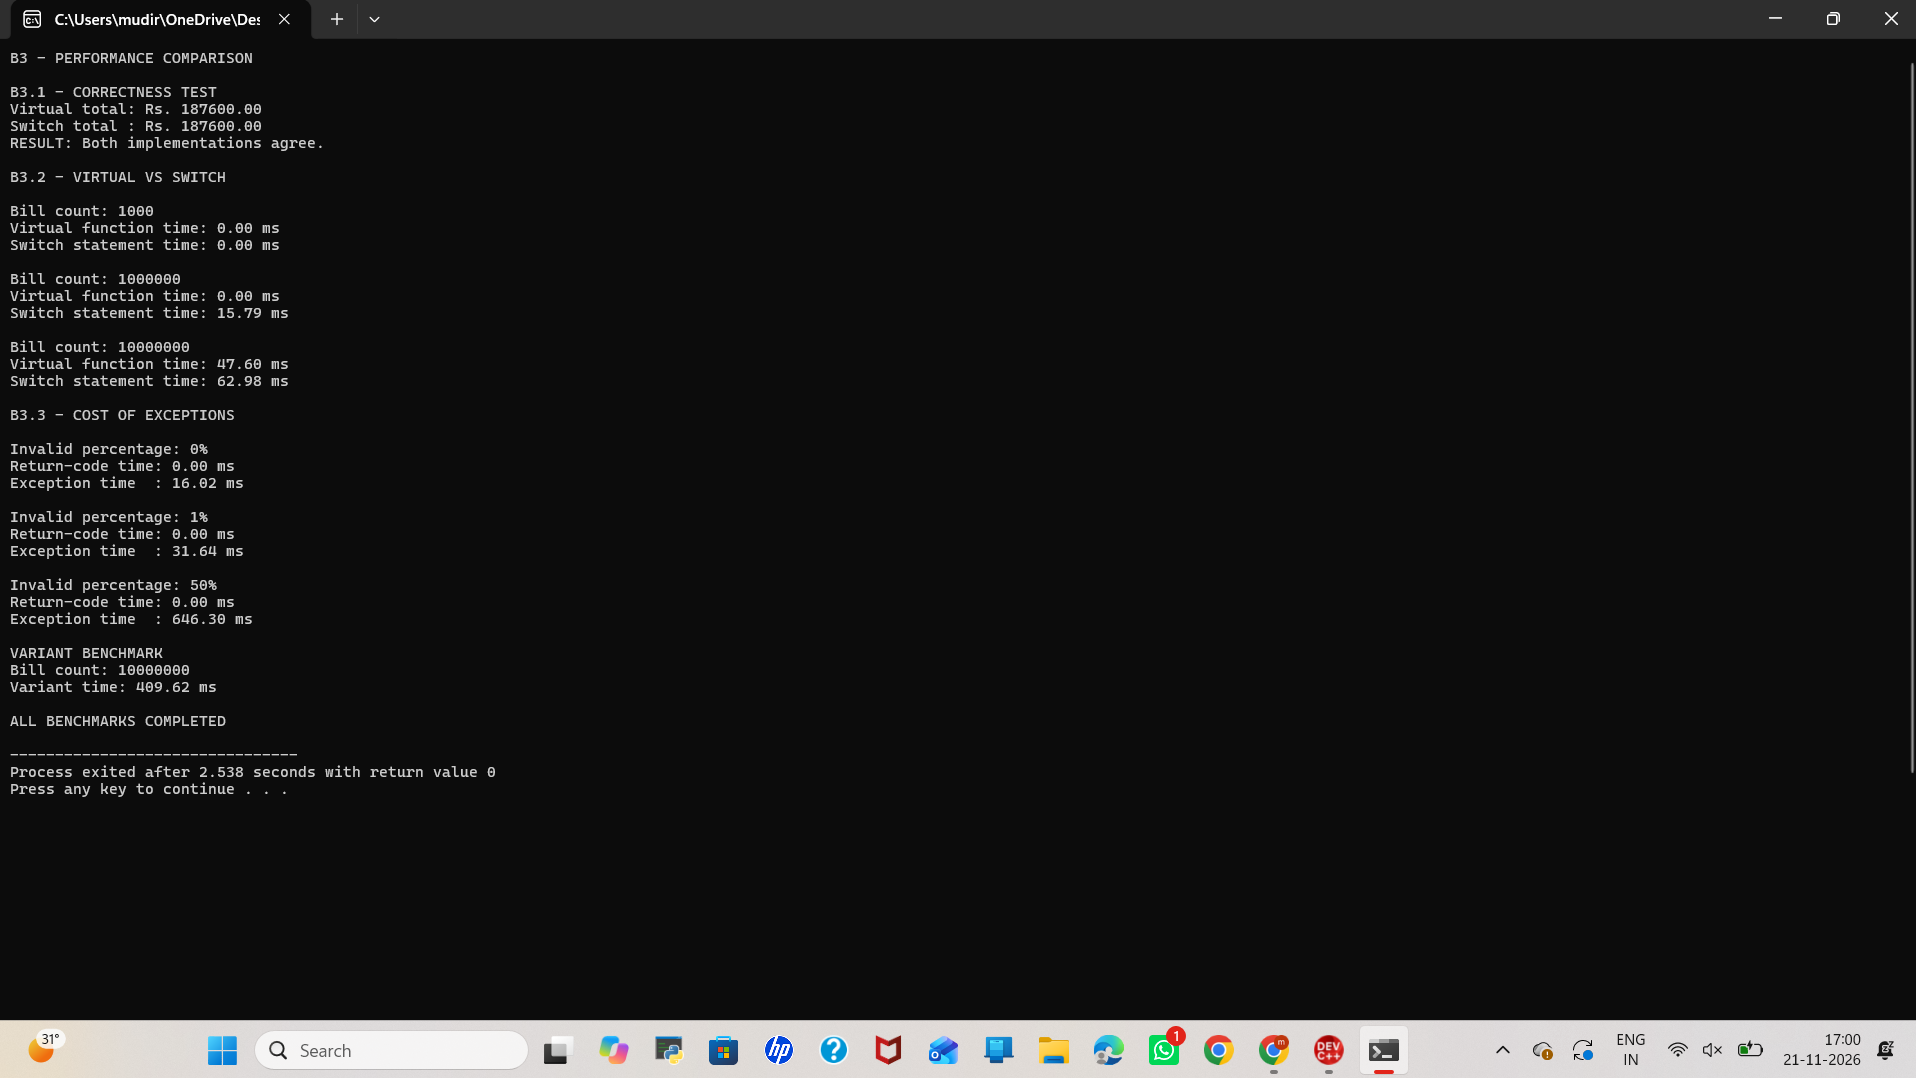 C:\Users\mudir\OneDrive\Des
B3 - PERFORMANCE COMPARISON
B3.1 - CORRECTNESS TEST
Virtual total: Rs. 187600.00
Switch total : Rs. 187600.00
RESULT: Both implementations agree.
B3.2 - VIRTUAL VS SWITCH
Bill count: 1000
Virtual function time: 0.00 ms
Switch statement time: 0.00 ms
Bill count: 1000000
Virtual function time: 0.00 ms
Switch statement time: 15.79 ms
Bill count: 10000000
Virtual function time: 47.60 ms
Switch statement time: 62.98 ms
B3.3 - COST OF EXCEPTIONS
Invalid percentage: 0%
Return-code time: 0.00 ms
Exception time  : 16.02 ms
Invalid percentage: 1%
Return-code time: 0.00 ms
Exception time  : 31.64 ms
Invalid percentage: 50%
Return-code time: 0.00 ms
Exception time  : 646.30 ms
VARIANT BENCHMARK
Bill count: 10000000
Variant time: 409.62 ms
ALL BENCHMARKS COMPLETED
--------------------------------
Process exited after 2.538 seconds with return value 0
Press any key to continue . . .
31°
Search
hp
1
m
DEV C++
ENG
IN
17:00
21-11-2026